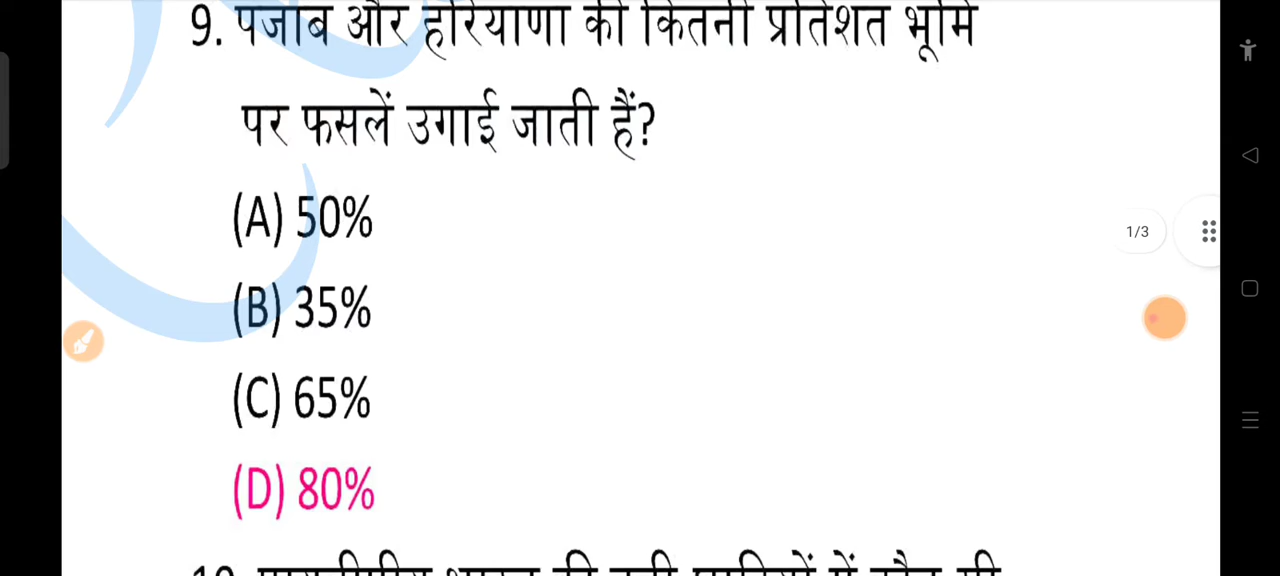 9. पंजाब और हरियाणा की कितनी प्रतिशत भूमि
पर फसलें उगाई जाती हैं?
(A) 50%
(B) 35%
1/3
(C) 65%
(D) 80%